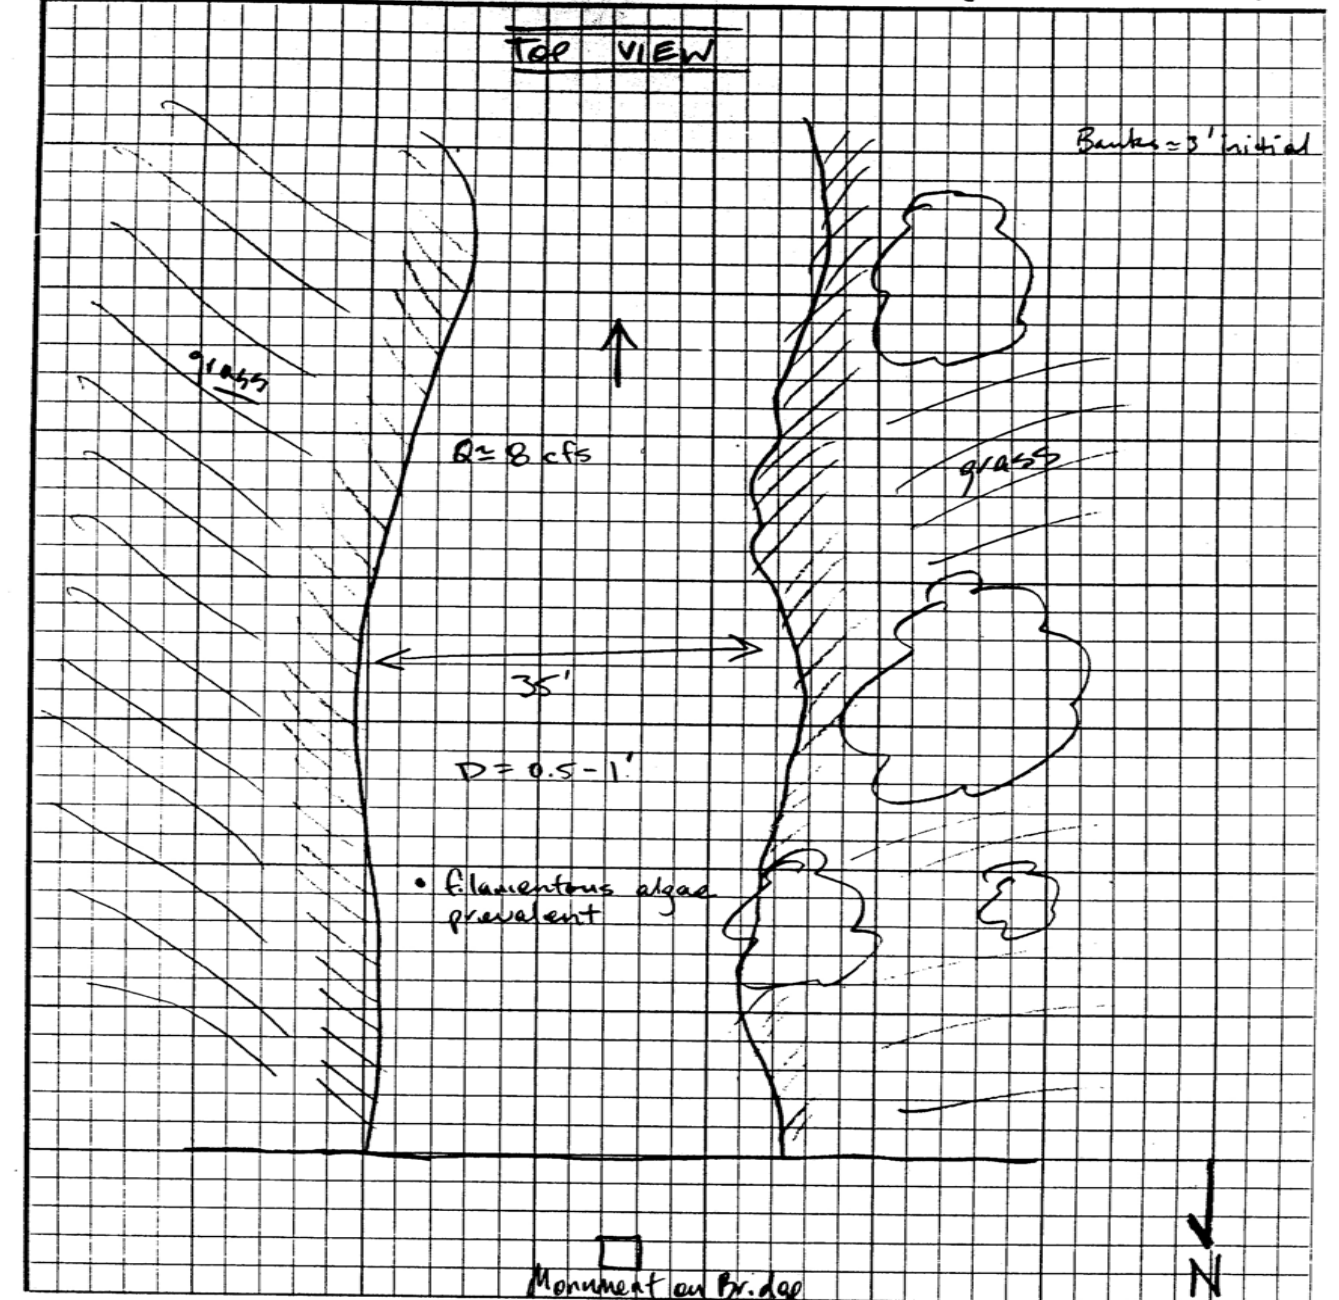 TOP VIEW
Banks ≈ 3' initial
grass
Q ≈ 8 cfs
grass
35'
D = 0.5 - 1'
• filamentous algae
prevalent
Monument on Bridge
N